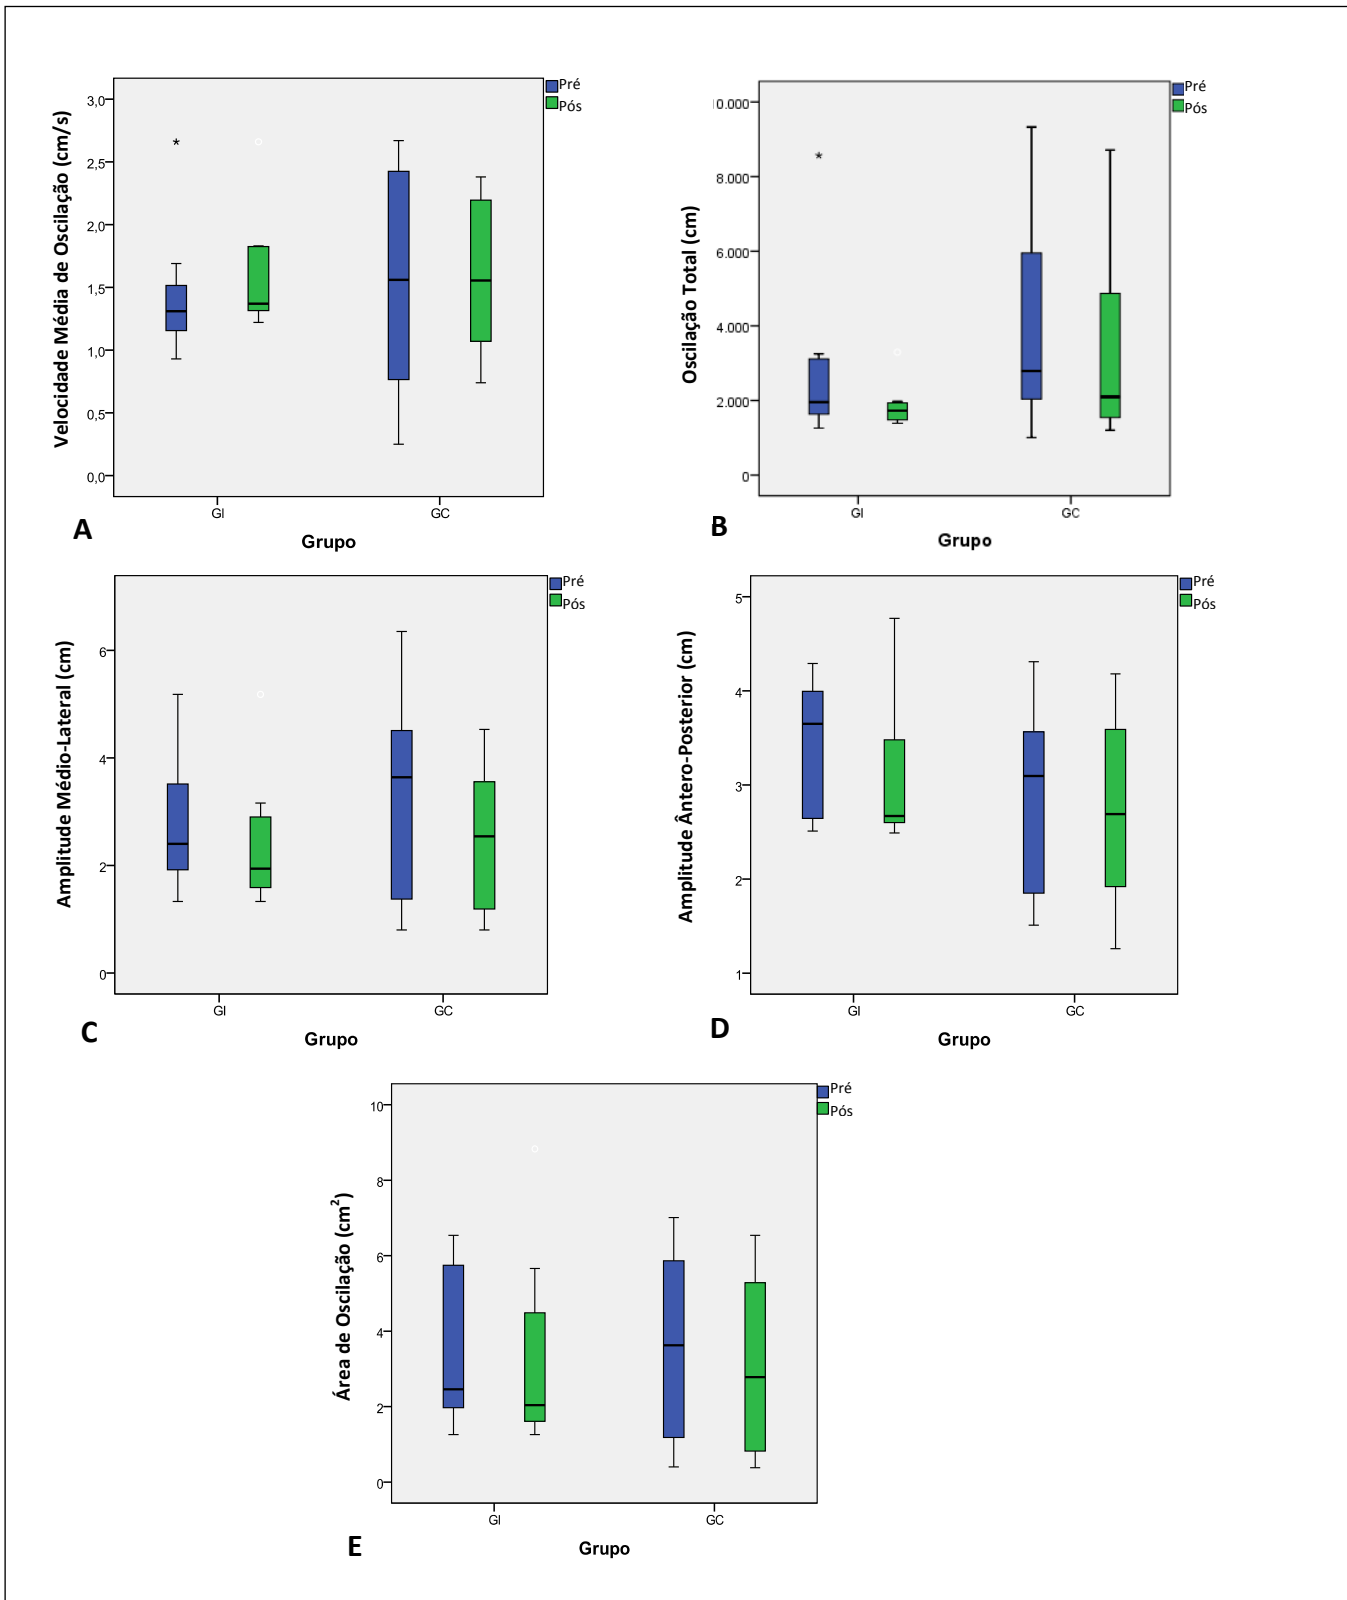 Pré
Pós
3,0
2,5
2,0
1,5
1,0
0,5
0,0
Velocidade Média de Oscilação (cm/s)
GI
GC
Grupo
A
Pré
Pós
0.000
8.000
6.000
4.000
2.000
0
Oscilação Total (cm)
GI
GC
Grupo
B
Pré
Pós
6
4
2
0
Amplitude Médio-Lateral (cm)
GI
GC
Grupo
C
Pré
Pós
5
4
3
2
1
Amplitude Ântero-Posterior (cm)
GI
GC
Grupo
D
Pré
Pós
10
8
6
4
2
0
Área de Oscilação (cm²)
GI
GC
Grupo
E